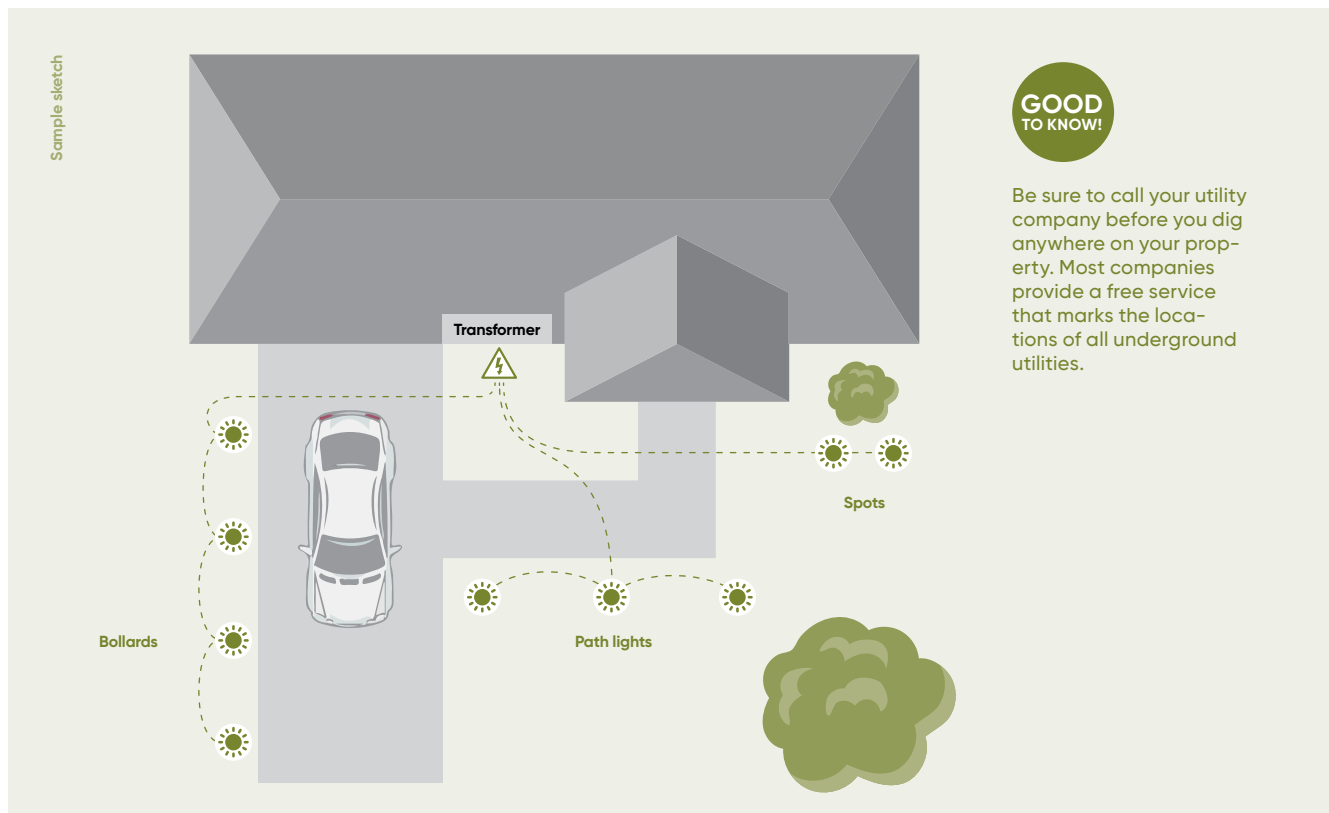 Sample sketch
GOOD
TO KNOW!
Be sure to call your utility
company before you dig
anywhere on your prop-
erty. Most companies
provide a free service
that marks the loca-
tions of all underground
utilities.
Transformer
Spots
Bollards
Path lights